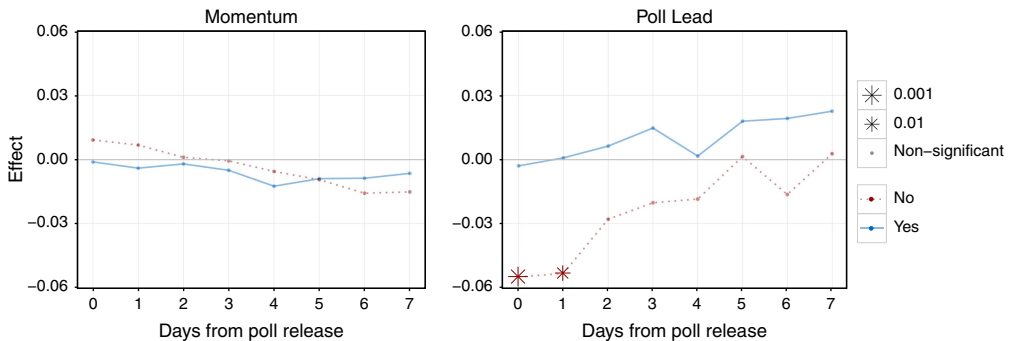 Momentum
Poll Lead
0.06
0.03
0.00
−0.03
−0.06
Effect
0 1 2 3 4 5 6 7
Days from poll release
0.06
0.03
0.00
−0.03
−0.06
0 1 2 3 4 5 6 7
Days from poll release
0.001
0.01
Non−significant
No
Yes